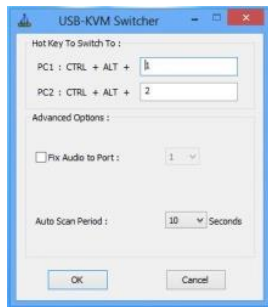 USB-KVM Switcher
Hot Key To Switch To :
PC1 : CTRL + ALT + 1
PC2 : CTRL + ALT + 2
Advanced Options :
Fix Audio to Port : 1
Auto Scan Period : 10 Seconds
OK Cancel